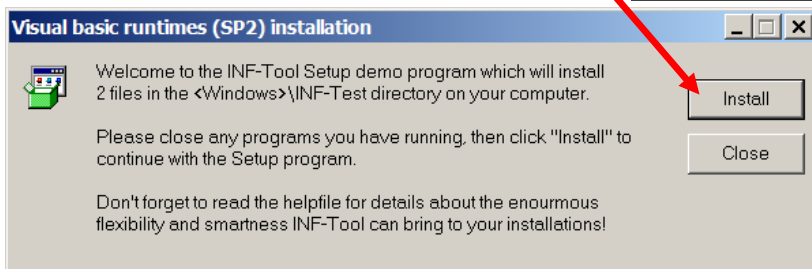 Visual basic runtimes (SP2) installation
Welcome to the INF-Tool Setup demo program which will install
2 files in the <Windows>\INF-Test directory on your computer.
Please close any programs you have running, then click "Install" to
continue with the Setup program.
Don't forget to read the helpfile for details about the enourmous
flexibility and smartness INF-Tool can bring to your installations!
Install
Close